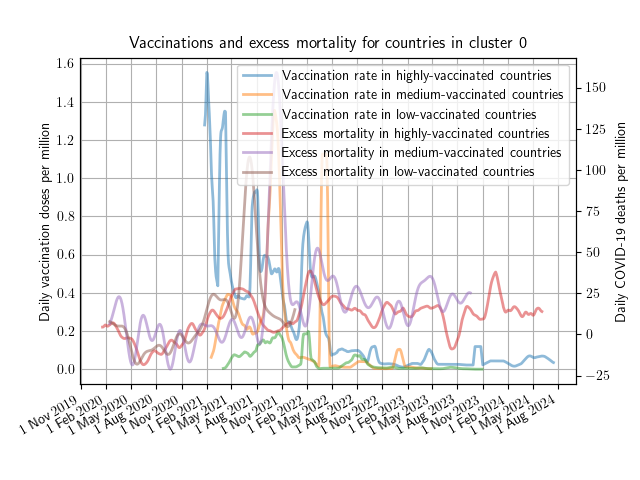 Vaccinations and excess mortality for countries in cluster 0
Vaccination rate in highly-vaccinated countries
Vaccination rate in medium-vaccinated countries
Vaccination rate in low-vaccinated countries
Excess mortality in highly-vaccinated countries
Excess mortality in medium-vaccinated countries
Excess mortality in low-vaccinated countries
Daily vaccination doses per million
1.6
1.4
1.2
1.0
0.8
0.6
0.4
0.2
0.0
Daily COVID-19 deaths per million
150
125
100
75
50
25
0
−25
1 Nov 2019
1 Feb 2020
1 May 2020
1 Aug 2020
1 Nov 2020
1 Feb 2021
1 May 2021
1 Aug 2021
1 Nov 2021
1 Feb 2022
1 May 2022
1 Aug 2022
1 Nov 2022
1 Feb 2023
1 May 2023
1 Aug 2023
1 Nov 2023
1 Feb 2024
1 May 2024
1 Aug 2024